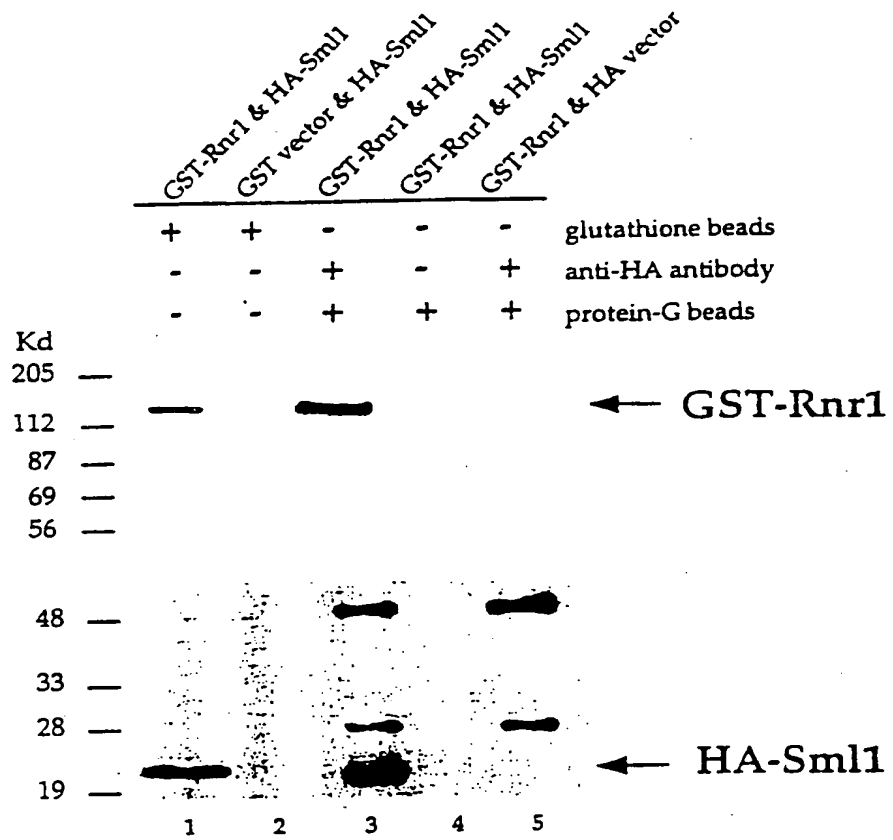 GST-Rnr1 & HA-Sml1
GST vector & HA-Sml1
GST-Rnr1 & HA-Sml1
GST-Rnr1 & HA-Sml1
GST-Rnr1 & HA vector
+ + - - - glutathione beads
- - + - + anti-HA antibody
- - + + + protein-G beads
Kd
205
112
87
69
56
48
33
28
19
GST-Rnr1
HA-Sml1
1 2 3 4 5